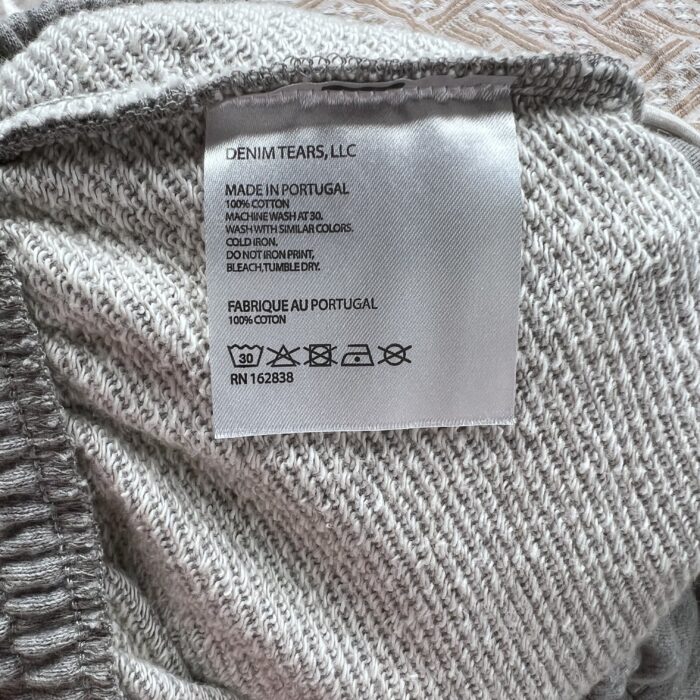 DENIM TEARS, LLC
MADE IN PORTUGAL
100% COTTON
MACHINE WASH AT 30.
WASH WITH SIMILAR COLORS.
COLD IRON,
DO NOT IRON PRINT,
BLEACH,TUMBLE DRY.
FABRIQUE AU PORTUGAL
100% COTON
30
RN 162838